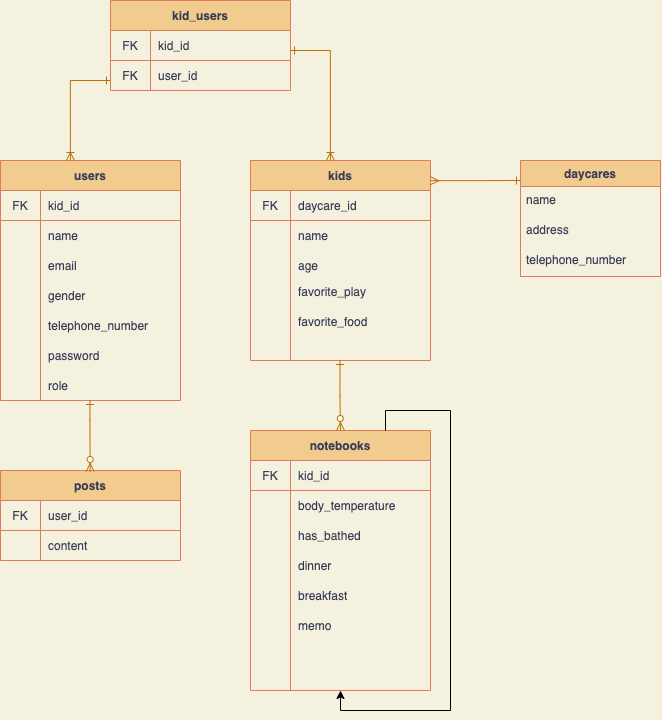 kid_users
FK kid_id
FK user_id
users
FK kid_id
name
email
gender
telephone_number
password
role
kids
FK daycare_id
name
age
favorite_play
favorite_food
daycares
name
address
telephone_number
posts
FK user_id
content
notebooks
FK kid_id
body_temperature
has_bathed
dinner
breakfast
memo